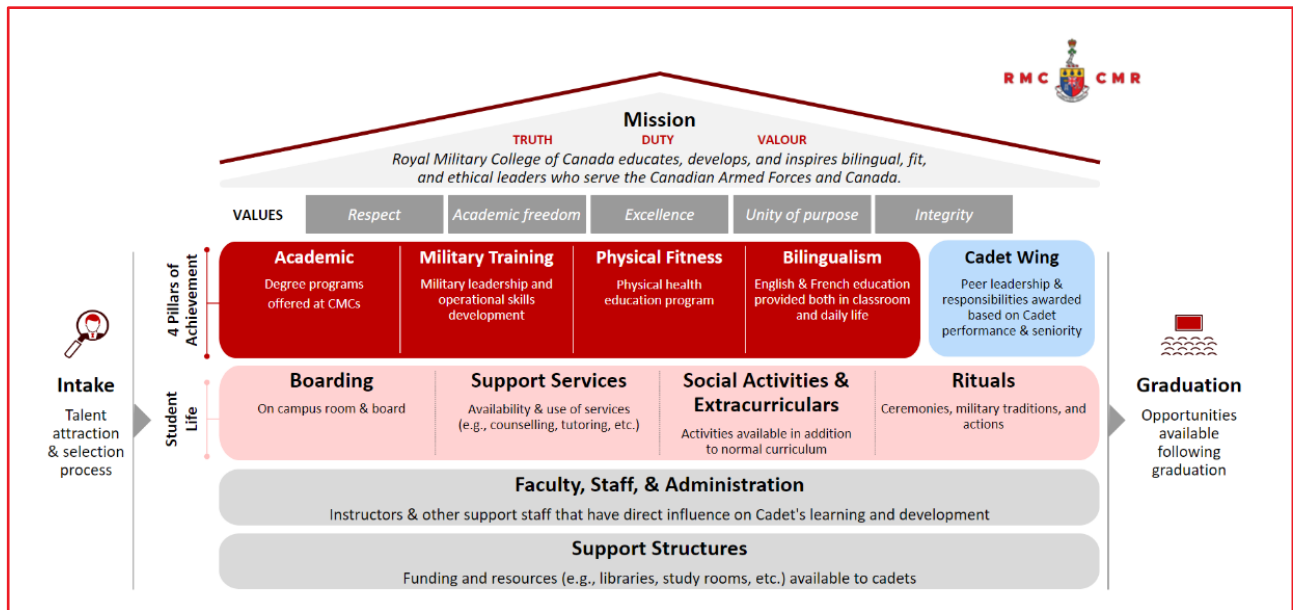 RMC CMR
Mission
TRUTH DUTY VALOUR
Royal Military College of Canada educates, develops, and inspires bilingual, fit,
and ethical leaders who serve the Canadian Armed Forces and Canada.
VALUES Respect Academic freedom Excellence Unity of purpose Integrity
4 Pillars of
Achievement
Academic
Degree programs
offered at CMCs
Military Training
Military leadership and
operational skills
development
Physical Fitness
Physical health
education program
Bilingualism
English & French education
provided both in classroom
and daily life
Cadet Wing
Peer leadership &
responsibilities awarded
based on Cadet
performance & seniority
Intake
Talent
attraction
& selection
process
Student
Life
Boarding
On campus room & board
Support Services
Availability & use of services
(e.g., counselling, tutoring, etc.)
Social Activities &
Extracurriculars
Activities available in addition
to normal curriculum
Rituals
Ceremonies, military traditions, and
actions
Graduation
Opportunities
available
following
graduation
Faculty, Staff, & Administration
Instructors & other support staff that have direct influence on Cadet's learning and development
Support Structures
Funding and resources (e.g., libraries, study rooms, etc.) available to cadets